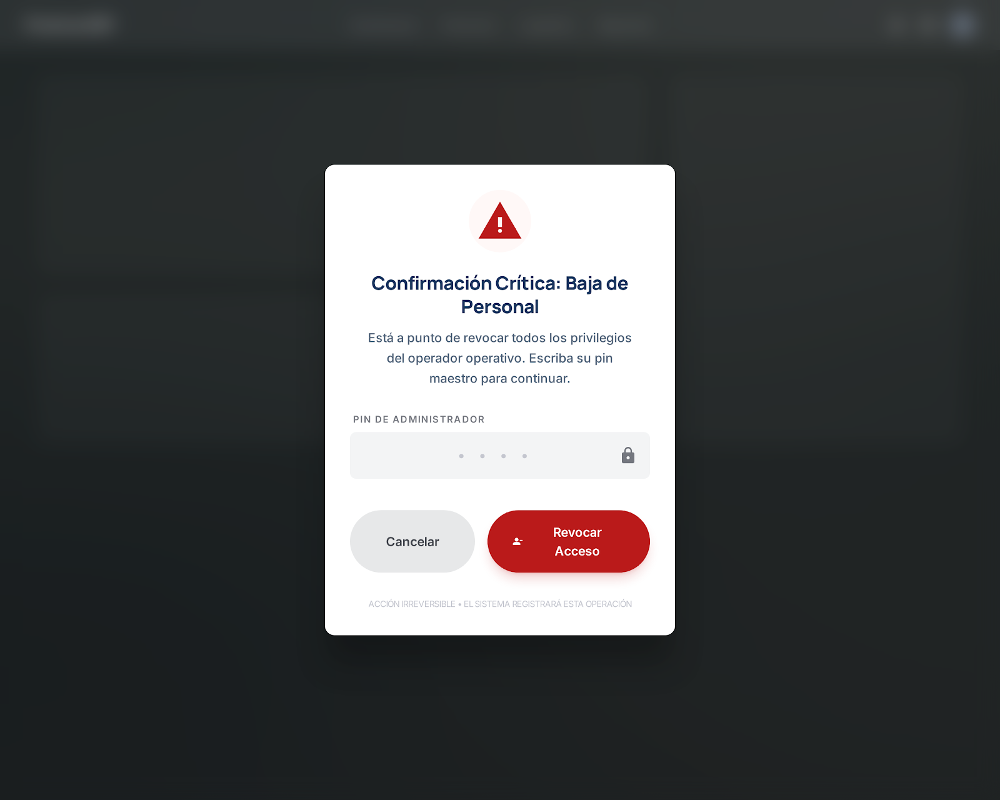 Confirmación Crítica: Baja de
Personal
Está a punto de revocar todos los privilegios
del operador operativo. Escriba su pin
maestro para continuar.
PIN DE ADMINISTRADOR
Cancelar
Revocar
Acceso
ACCIÓN IRREVERSIBLE • EL SISTEMA REGISTRARÁ ESTA OPERACIÓN